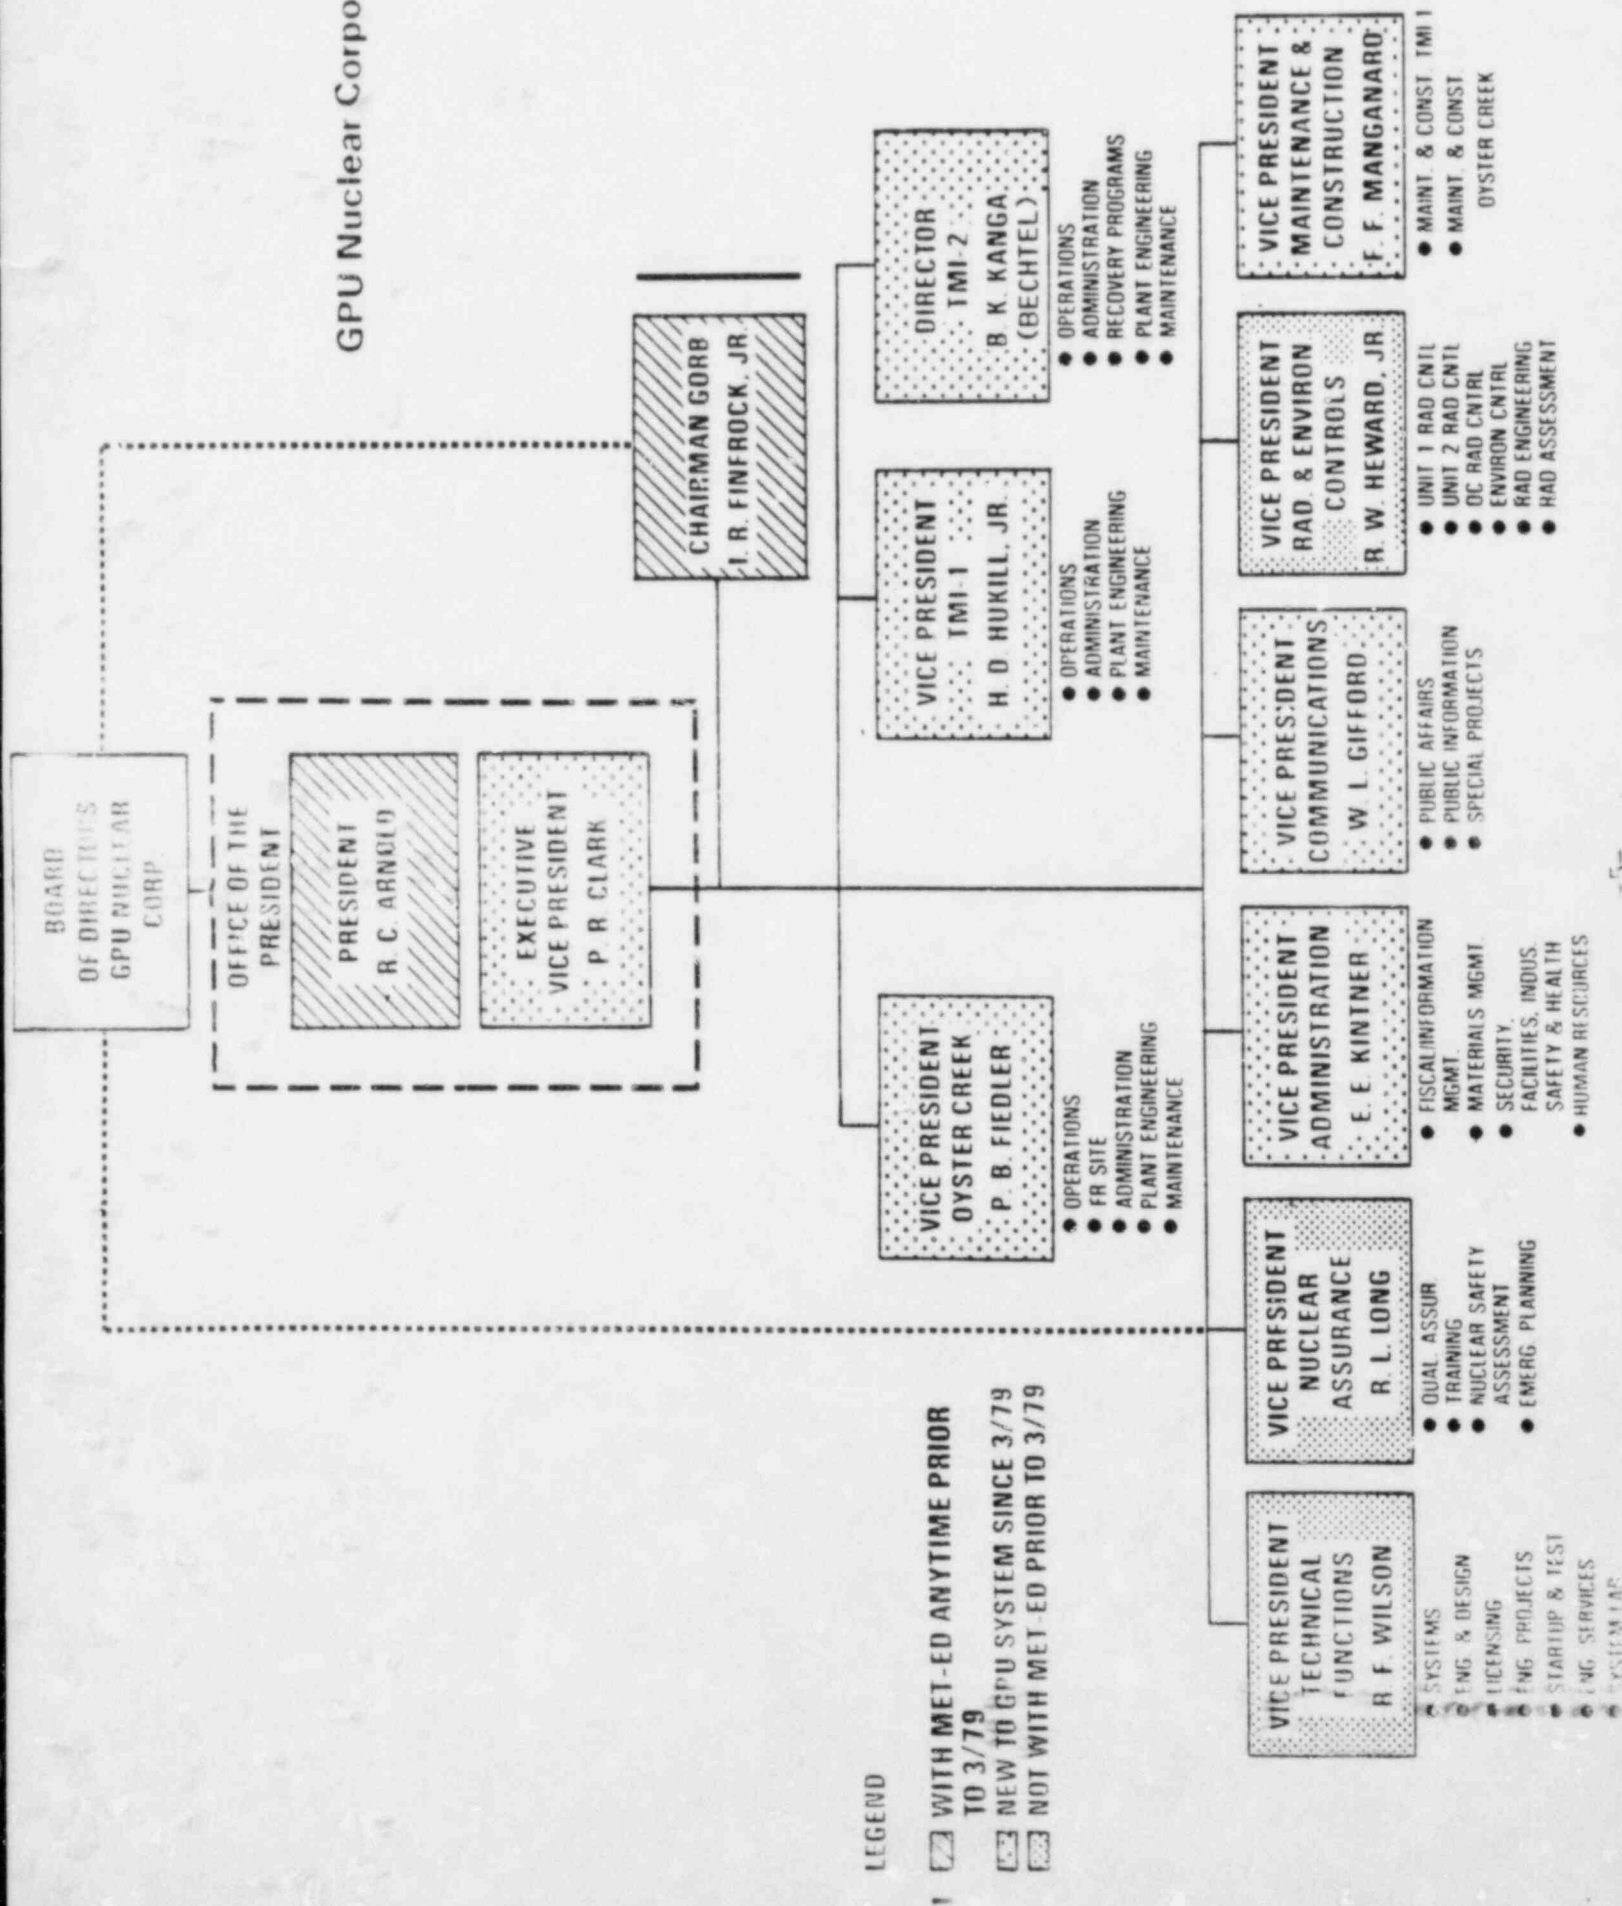 GPU Nuclear Corpo
BOARD
OF DIRECTORS
GPU NUCLEAR
CORP
OFFICE OF THE
PRESIDENT
PRESIDENT
R. C. ARNOLD
EXECUTIVE
VICE PRESIDENT
P. R. CLARK
CHAIRMAN GORB
I. R. FINFROCK, JR.
VICE PRESIDENT
OYSTER CREEK
P. B. FIEDLER
● OPERATIONS
● FR SITE
● ADMINISTRATION
● PLANT ENGINEERING
● MAINTENANCE
VICE PRESIDENT
TMI-1
H. D. HUKILL, JR.
● OPERATIONS
● ADMINISTRATION
● PLANT ENGINEERING
● MAINTENANCE
DIRECTOR
TMI-2
B. K. KANGA
(BECHTEL)
● OPERATIONS
● ADMINISTRATION
● RECOVERY PROGRAMS
● PLANT ENGINEERING
● MAINTENANCE
LEGEND
WITH MET-ED ANYTIME PRIOR
TO 3/79
NEW TO GPU SYSTEM SINCE 3/79
NOT WITH MET-ED PRIOR TO 3/79
VICE PRESIDENT
TECHNICAL
FUNCTIONS
R. F. WILSON
● SYSTEMS
● ENG & DESIGN
● LICENSING
● ENG PROJECTS
● STARTUP & TEST
● ENG SERVICES
VICE PRESIDENT
NUCLEAR
ASSURANCE
R. L. LONG
● QUAL ASSUR
● TRAINING
● NUCLEAR SAFETY
ASSESSMENT
● EMERG PLANNING
VICE PRESIDENT
ADMINISTRATION
E. E. KINTNER
● FISCAL/INFORMATION
MGMT.
● MATERIALS MGMT.
● SECURITY,
FACILITIES, INDUS.
SAFETY & HEALTH
● HUMAN RESOURCES
VICE PRESIDENT
COMMUNICATIONS
W. L. GIFFORD
● PUBLIC AFFAIRS
● PUBLIC INFORMATION
● SPECIAL PROJECTS
VICE PRESIDENT
RAD. & ENVIRON
CONTROLS
R. W. HEWARD, JR
● UNIT 1 RAD CNTL
● UNIT 2 RAD CNTL
● OC RAD CNTRL
● ENVIRON CNTRL
● RAD ENGINEERING
● RAD ASSESSMENT
VICE PRESIDENT
MAINTENANCE &
CONSTRUCTION
F. F. MANGANARO
● MAINT. & CONST TMI 1
● MAINT. & CONST
OYSTER CREEK